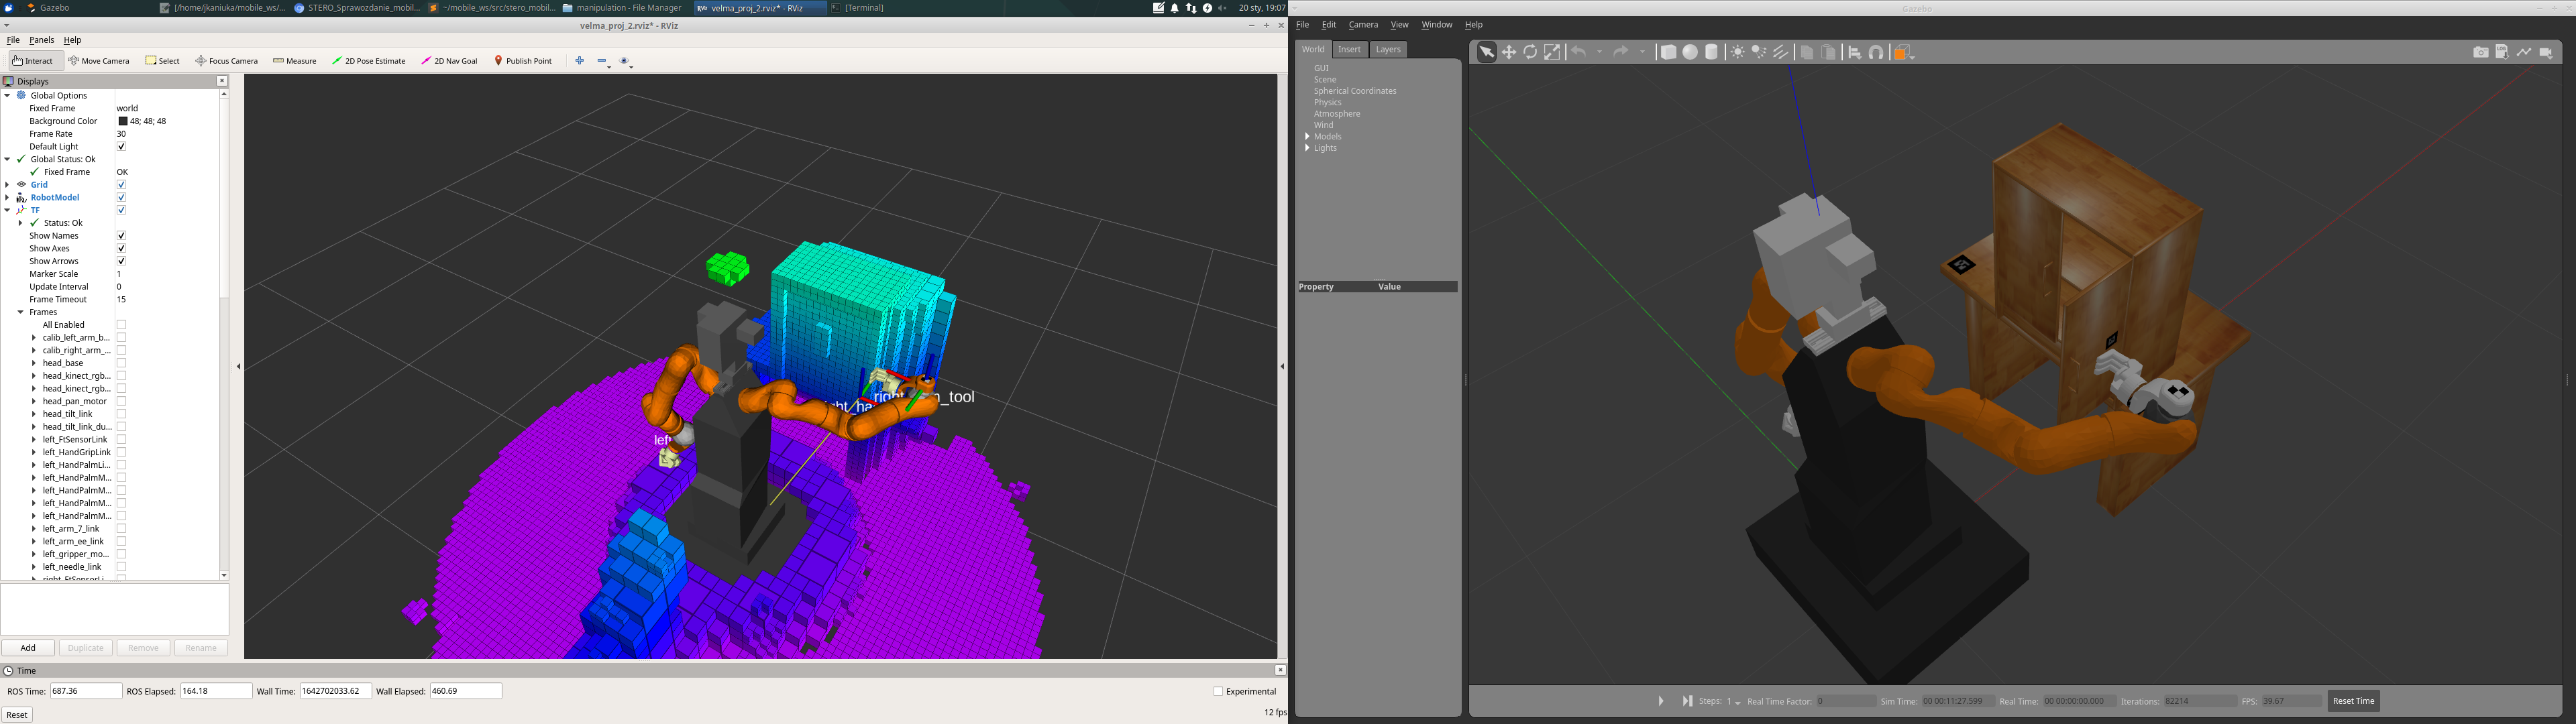 Gazebo
[/home/jkaniuka/mobile_ws/...
STERO_Sprawozdanie_mobil...
~/mobile_ws/src/stero_mobil...
manipulation - File Manager
velma_proj_2.rviz* - RViz
[Terminal]
20 sty, 19:07
velma_proj_2.rviz* - RViz
File Panels Help
Interact Move Camera Select Focus Camera Measure 2D Pose Estimate 2D Nav Goal Publish Point
Displays
Global Options
Fixed Frame world
Background Color 48; 48; 48
Frame Rate 30
Default Light
Global Status: Ok
Fixed Frame OK
Grid
RobotModel
TF
Status: Ok
Show Names
Show Axes
Show Arrows
Marker Scale 1
Update Interval 0
Frame Timeout 15
Frames
All Enabled
calib_left_arm_b...
calib_right_arm_...
head_base
head_kinect_rgb...
head_kinect_rgb...
head_pan_motor
head_tilt_link
head_tilt_link_du...
left_FtSensorLink
left_HandGripLink
left_HandPalmLi...
left_HandPalmM...
left_HandPalmM...
left_HandPalmM...
left_HandPalmM...
left_arm_7_link
left_arm_ee_link
left_gripper_mo...
left_needle_link
right_FtSensorLi...
Add Duplicate Remove Rename
Time
ROS Time: 687.36 ROS Elapsed: 164.18 Wall Time: 1642702033.62 Wall Elapsed: 460.69 Experimental
Reset 12 fps
Gazebo
File Edit Camera View Window Help
World Insert Layers
GUI
Scene
Spherical Coordinates
Physics
Atmosphere
Wind
Models
Lights
Property Value
Steps: 1 Real Time Factor: 0 Sim Time: 00 00:11:27.599 Real Time: 00 00:00:00.000 Iterations: 82214 FPS: 39.67 Reset Time